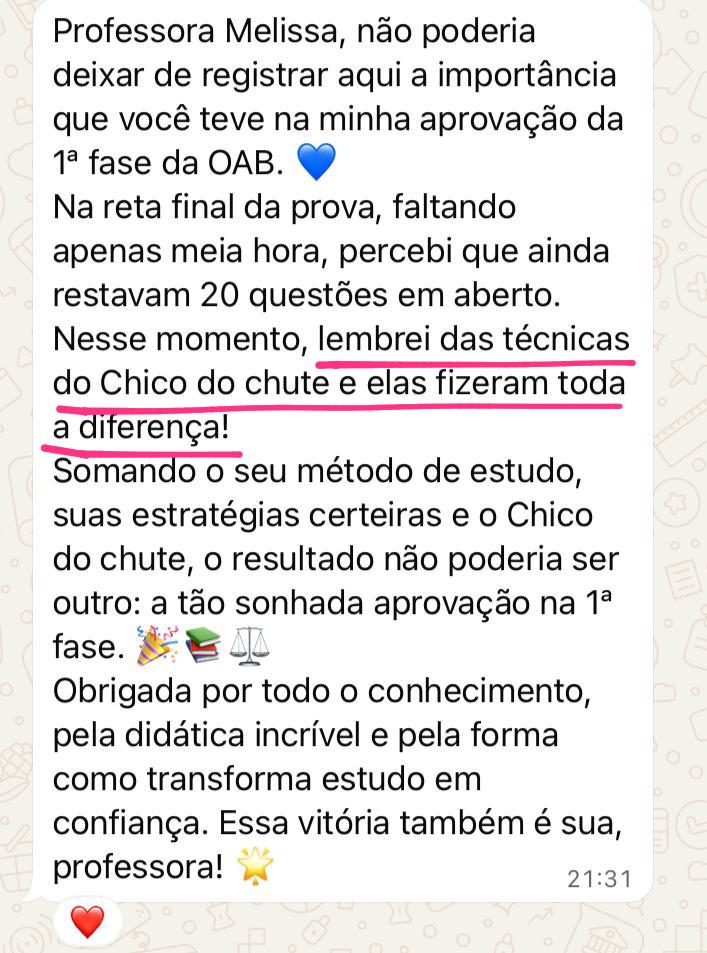 Professora Melissa, não poderia
deixar de registrar aqui a importância
que você teve na minha aprovação da
1ª fase da OAB. 💙
Na reta final da prova, faltando
apenas meia hora, percebi que ainda
restavam 20 questões em aberto.
Nesse momento, lembrei das técnicas
do Chico do chute e elas fizeram toda
a diferença!
Somando o seu método de estudo,
suas estratégias certeiras e o Chico
do chute, o resultado não poderia ser
outro: a tão sonhada aprovação na 1ª
fase. 🎉📚⚖️
Obrigada por todo o conhecimento,
pela didática incrível e pela forma
como transforma estudo em
confiança. Essa vitória também é sua,
professora! 🌟
21:31
❤️